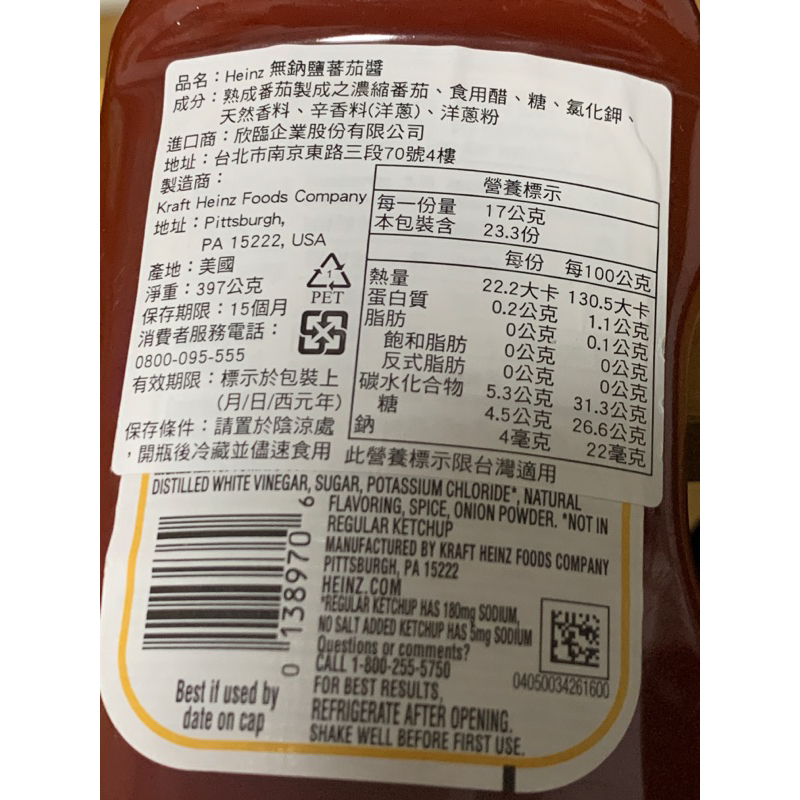 品名：Heinz 無鈉鹽蕃茄醬
成分：熟成番茄製成之濃縮番茄、食用醋、糖、氯化鉀、
天然香料、辛香料(洋蔥)、洋蔥粉
進口商：欣臨企業股份有限公司
地址：台北市南京東路三段70號4樓
製造商：
Kraft Heinz Foods Company
地址：Pittsburgh,
PA 15222, USA
產地：美國
淨重：397公克
保存期限：15個月
消費者服務電話：
0800-095-555
有效期限：標示於包裝上
(月/日/西元年)
保存條件：請置於陰涼處
，開瓶後冷藏並儘速食用
1
PET
營養標示
每一份量 17公克
本包裝含 23.3份
每份 每100公克
熱量 22.2大卡 130.5大卡
蛋白質 0.2公克 1.1公克
脂肪 0公克 0.1公克
飽和脂肪 0公克 0公克
反式脂肪 0公克 0公克
碳水化合物 5.3公克 31.3公克
糖 4.5公克 26.6公克
鈉 4毫克 22毫克
此營養標示限台灣適用
DISTILLED WHITE VINEGAR, SUGAR, POTASSIUM CHLORIDE*, NATURAL
FLAVORING, SPICE, ONION POWDER. *NOT IN
REGULAR KETCHUP
MANUFACTURED BY KRAFT HEINZ FOODS COMPANY
PITTSBURGH, PA 15222
HEINZ.COM
*REGULAR KETCHUP HAS 180mg SODIUM,
NO SALT ADDED KETCHUP HAS 5mg SODIUM
Questions or comments?
CALL 1-800-255-5750
FOR BEST RESULTS,
REFRIGERATE AFTER OPENING.
SHAKE WELL BEFORE FIRST USE.
0 138970 6
Best if used by
date on cap
04050034261600